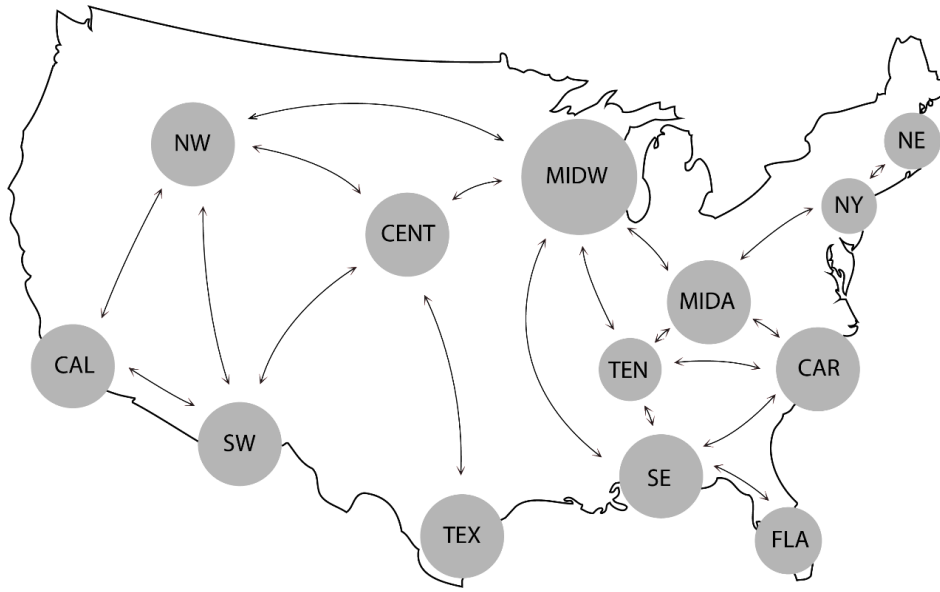 NE
NW
MIDW
NY
CENT
MIDA
CAL
TEN
CAR
SW
SE
TEX
FLA